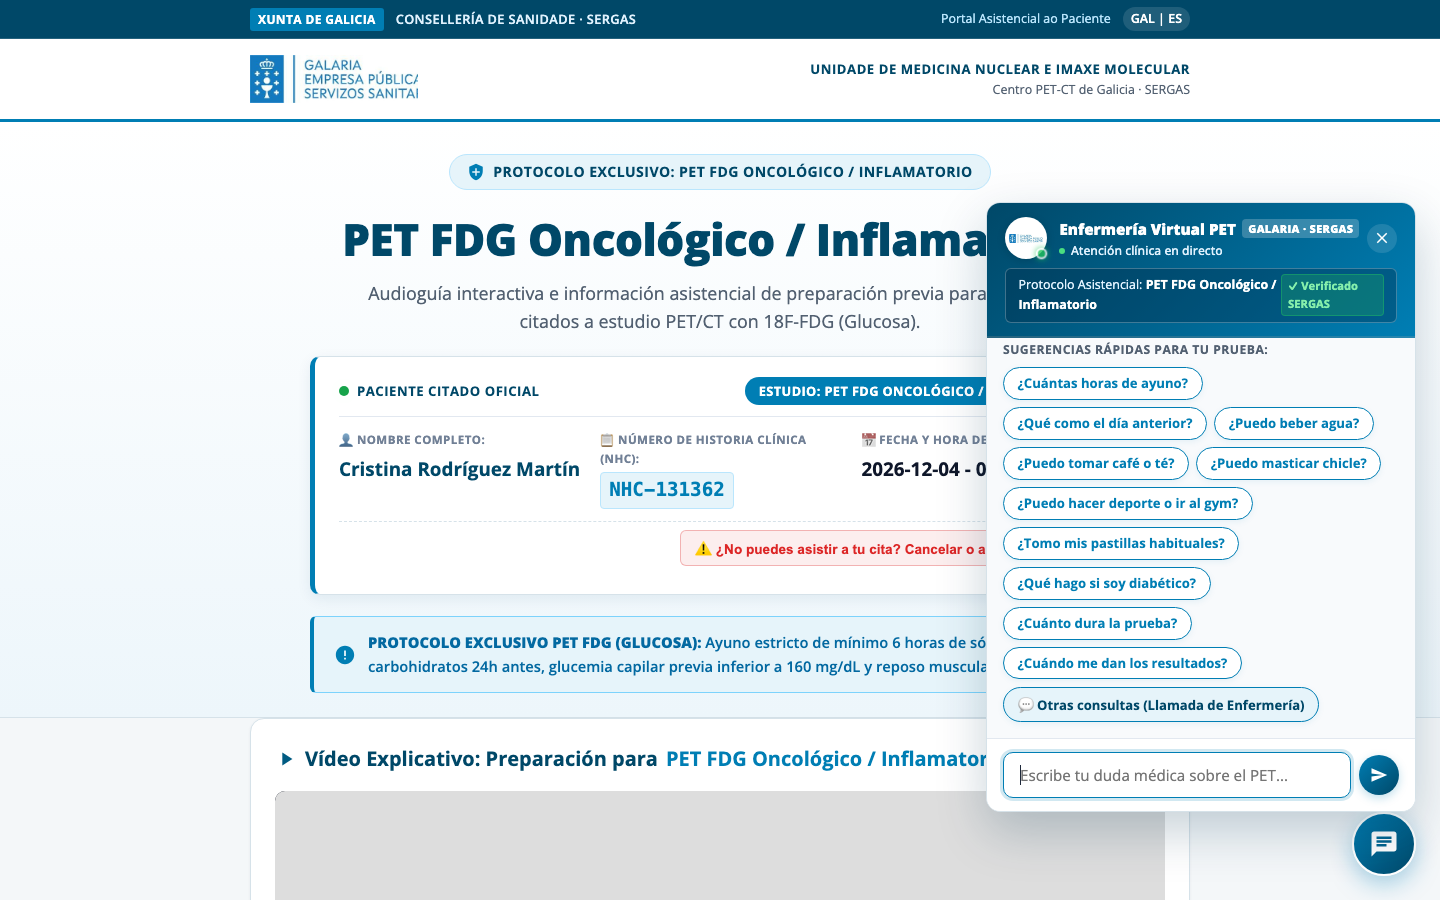 XUNTA DE GALICIA CONSELLERÍA DE SANIDADE · SERGAS
Portal Asistencial ao Paciente GAL | ES
GALARIA
EMPRESA PÚBLICA
SERVIZOS SANITA
UNIDADE DE MEDICINA NUCLEAR E IMAXE MOLECULAR
Centro PET-CT de Galicia · SERGAS
PROTOCOLO EXCLUSIVO: PET FDG ONCOLÓGICO / INFLAMATORIO
PET FDG Oncológico / Inflama
Audioguía interactiva e información asistencial de preparación previa para
citados a estudio PET/CT con 18F-FDG (Glucosa).
PACIENTE CITADO OFICIAL
ESTUDIO: PET FDG ONCOLÓGICO /
NOMBRE COMPLETO:
Cristina Rodríguez Martín
NÚMERO DE HISTORIA CLÍNICA
(NHC):
NHC-131362
FECHA Y HORA DE
2026-12-04 - 0
¿No puedes asistir a tu cita? Cancelar o a
PROTOCOLO EXCLUSIVO PET FDG (GLUCOSA): Ayuno estricto de mínimo 6 horas de só
carbohidratos 24h antes, glucemia capilar previa inferior a 160 mg/dL y reposo muscula
Vídeo Explicativo: Preparación para PET FDG Oncológico / Inflamator
Enfermería Virtual PET GALARIA · SERGAS
Atención clínica en directo
Protocolo Asistencial: PET FDG Oncológico /
Inflamatorio
✓ Verificado
SERGAS
SUGERENCIAS RÁPIDAS PARA TU PRUEBA:
¿Cuántas horas de ayuno?
¿Qué como el día anterior? ¿Puedo beber agua?
¿Puedo tomar café o té? ¿Puedo masticar chicle?
¿Puedo hacer deporte o ir al gym?
¿Tomo mis pastillas habituales?
¿Qué hago si soy diabético?
¿Cuánto dura la prueba?
¿Cuándo me dan los resultados?
Otras consultas (Llamada de Enfermería)
Escribe tu duda médica sobre el PET...